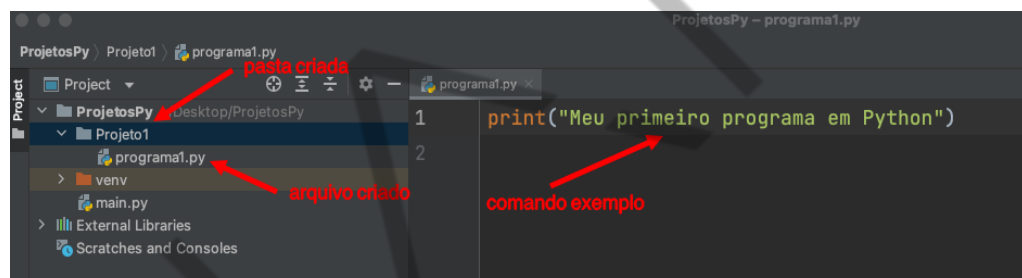 ProjetosPy – programa1.py
ProjetosPy 〉 Projeto1 〉 programa1.py
pasta criada
Project
Project
programa1.py ×
ProjetosPy ~/Desktop/ProjetosPy
1 print("Meu primeiro programa em Python")
Projeto1
programa1.py
2
venv
arquivo criado
main.py
comando exemplo
External Libraries
Scratches and Consoles